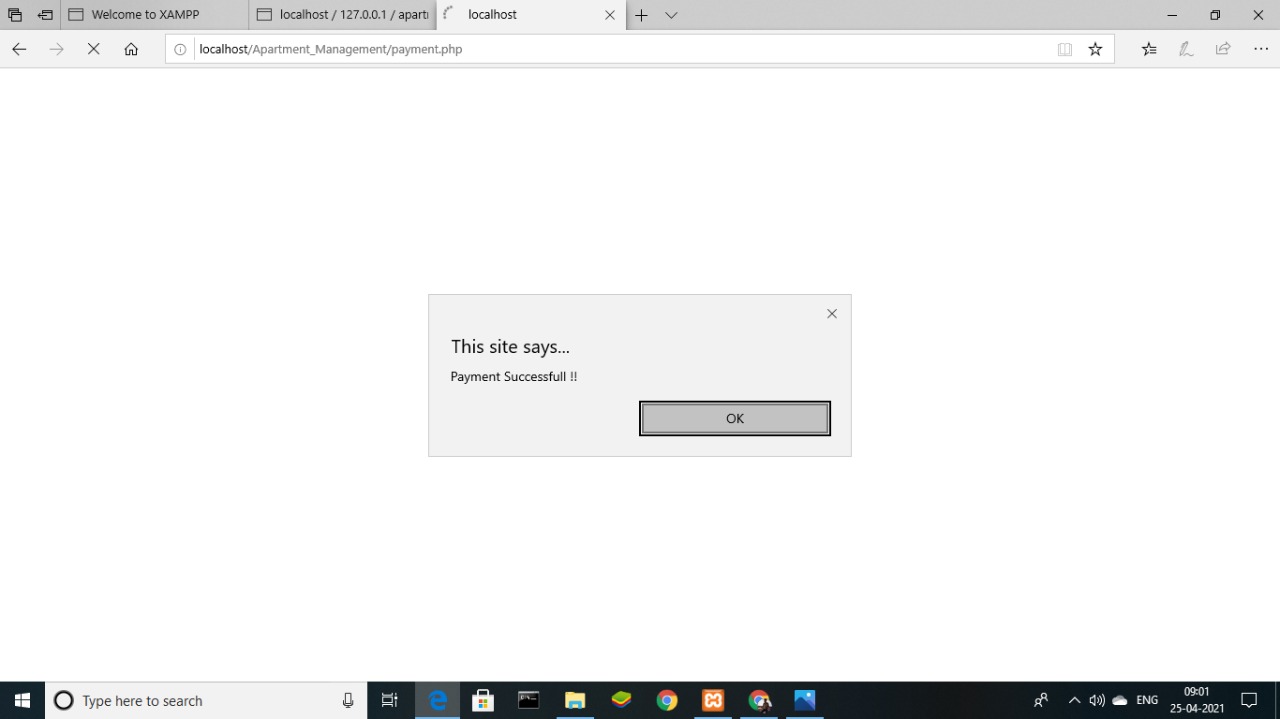 Welcome to XAMPP
localhost / 127.0.0.1 / apart
localhost
localhost/Apartment_Management/payment.php
This site says...
Payment Successfull !!
OK
Type here to search
ENG
09:01
25-04-2021